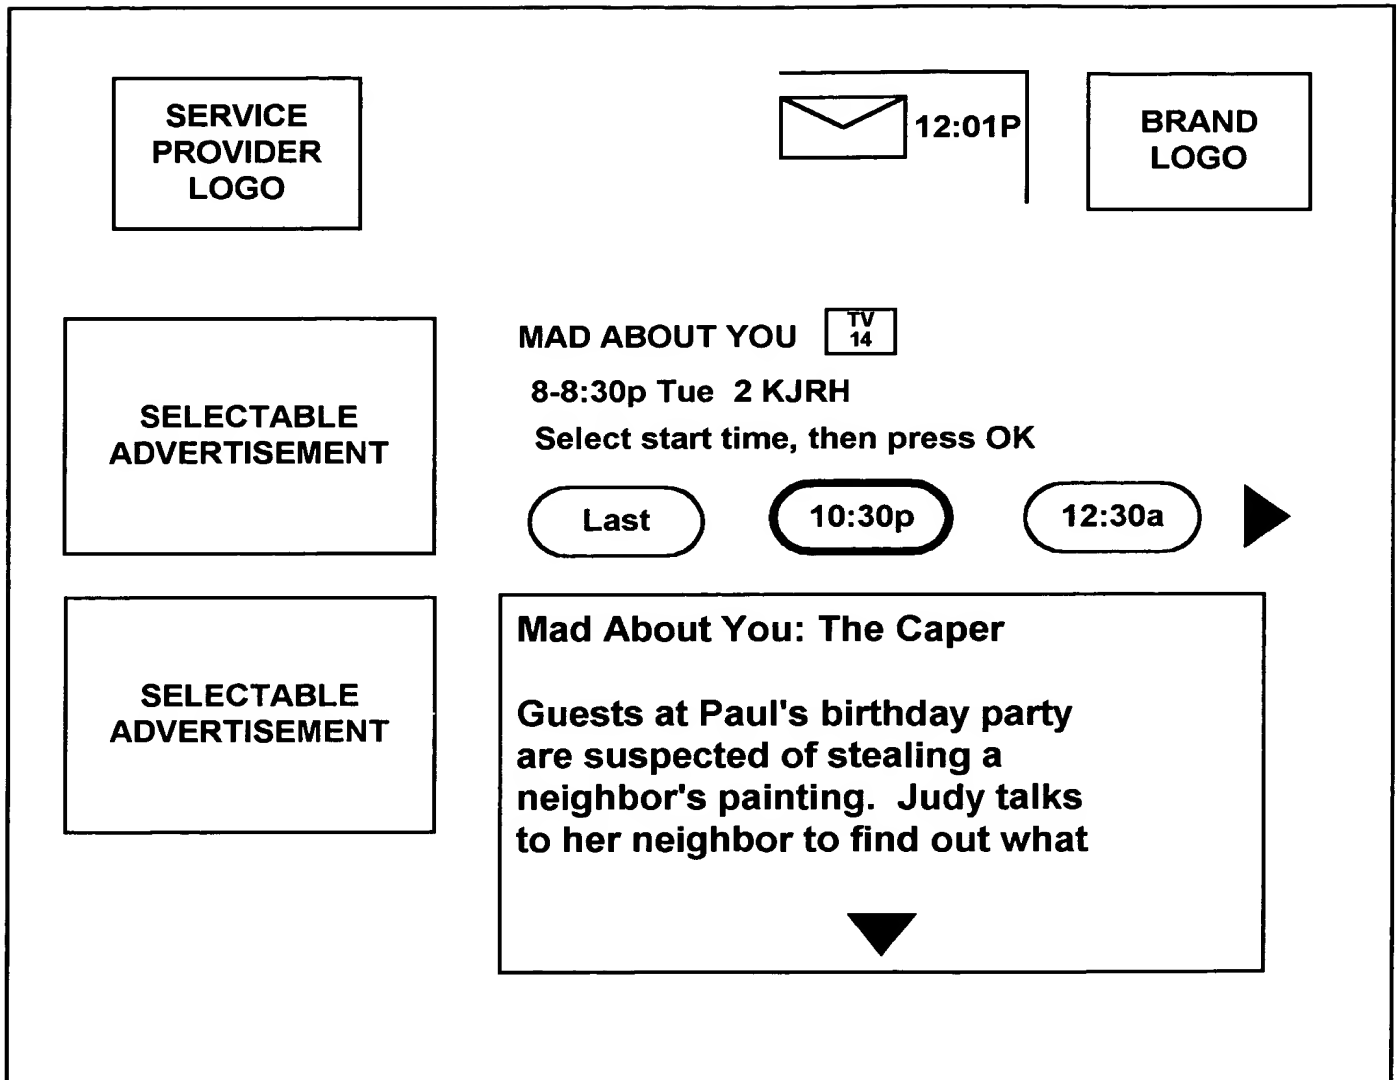 SERVICE
PROVIDER
LOGO
12:01P
BRAND
LOGO
SELECTABLE
ADVERTISEMENT
MAD ABOUT YOU
TV
14
8-8:30p Tue  2 KJRH
Select start time, then press OK
Last
10:30p
12:30a
SELECTABLE
ADVERTISEMENT
Mad About You: The Caper
Guests at Paul's birthday party
are suspected of stealing a
neighbor's painting.  Judy talks
to her neighbor to find out what